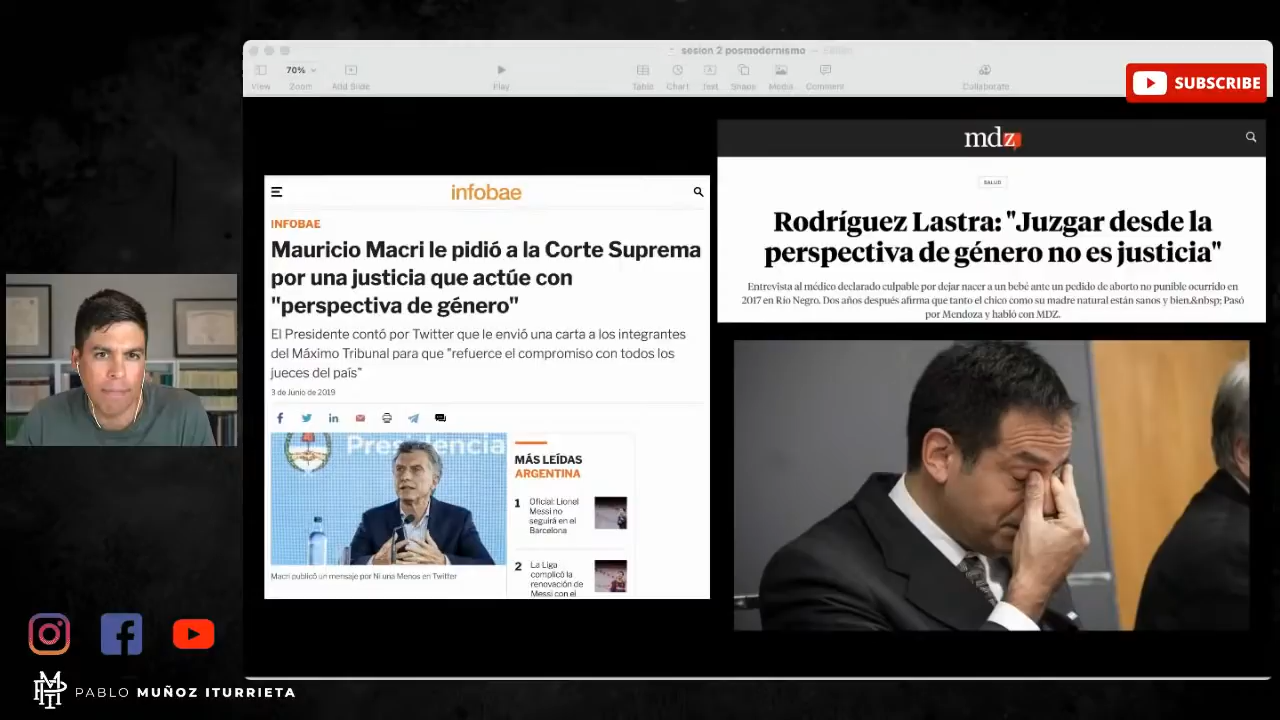 sesion 2 posmodernismo — Edited
70%
View
Zoom
Add Slide
Play
Table
Chart
Text
Shape
Media
Comment
Collaborate
SUBSCRIBE
infobae
INFOBAE
Mauricio Macri le pidió a la Corte Suprema
por una justicia que actúe con
"perspectiva de género"
El Presidente contó por Twitter que le envió una carta a los integrantes
del Máximo Tribunal para que "refuerce el compromiso con todos los
jueces del país"
3 de Junio de 2019
Presidencia
Macri publicó un mensaje por Ni una Menos en Twitter
MÁS LEÍDAS
ARGENTINA
1
Oficial: Lionel
Messi no
seguirá en el
Barcelona
2
La Liga
complicó la
renovación de
Messi con el
mdz
SALUD
Rodríguez Lastra: "Juzgar desde la
perspectiva de género no es justicia"
Entrevista al médico declarado culpable por dejar nacer a un bebé ante un pedido de aborto no punible ocurrido en
2017 en Río Negro. Dos años después afirma que tanto el chico como su madre natural están sanos y bien.&nbsp; Pasó
por Mendoza y habló con MDZ.
PABLO MUÑOZ ITURRIETA